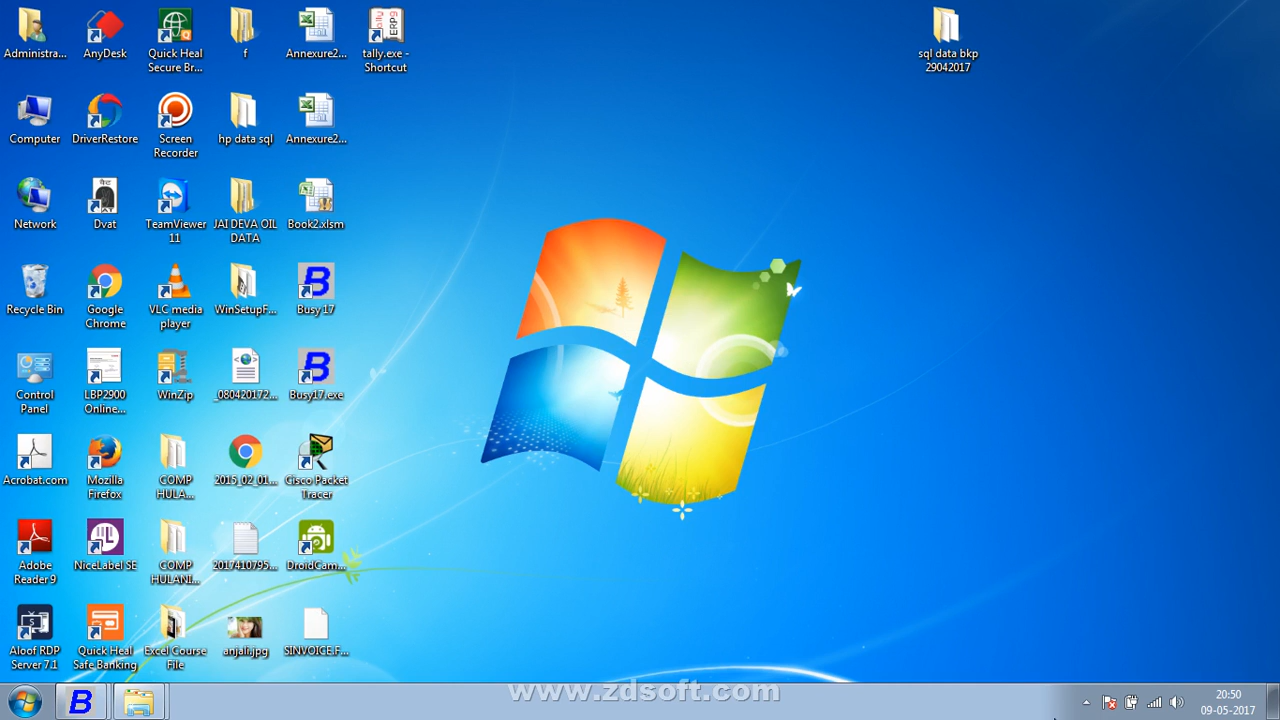 Administra...
AnyDesk
Quick Heal
Secure Br...
f
Annexure2...
tally.exe -
Shortcut
sql data bkp
29042017
Computer
DriverRestore
Screen
Recorder
hp data sql
Annexure2...
Network
Dvat
TeamViewer
11
JAI DEVA OIL
DATA
Book2.xlsm
Recycle Bin
Google
Chrome
VLC media
player
WinSetupF...
Busy 17
Control
Panel
LBP2900
Online...
WinZip
_080420172...
Busy17.exe
Acrobat.com
Mozilla
Firefox
COMP
HULA...
2015_02_01...
Cisco Packet
Tracer
Adobe
Reader 9
NiceLabel SE
COMP
HULANI...
2017410795...
DroidCam...
Aloof RDP
Server 7.1
Quick Heal
Safe Banking
Excel Course
File
anjali.jpg
SINVOICE.F...
www.zdsoft.com
20:50
09-05-2017